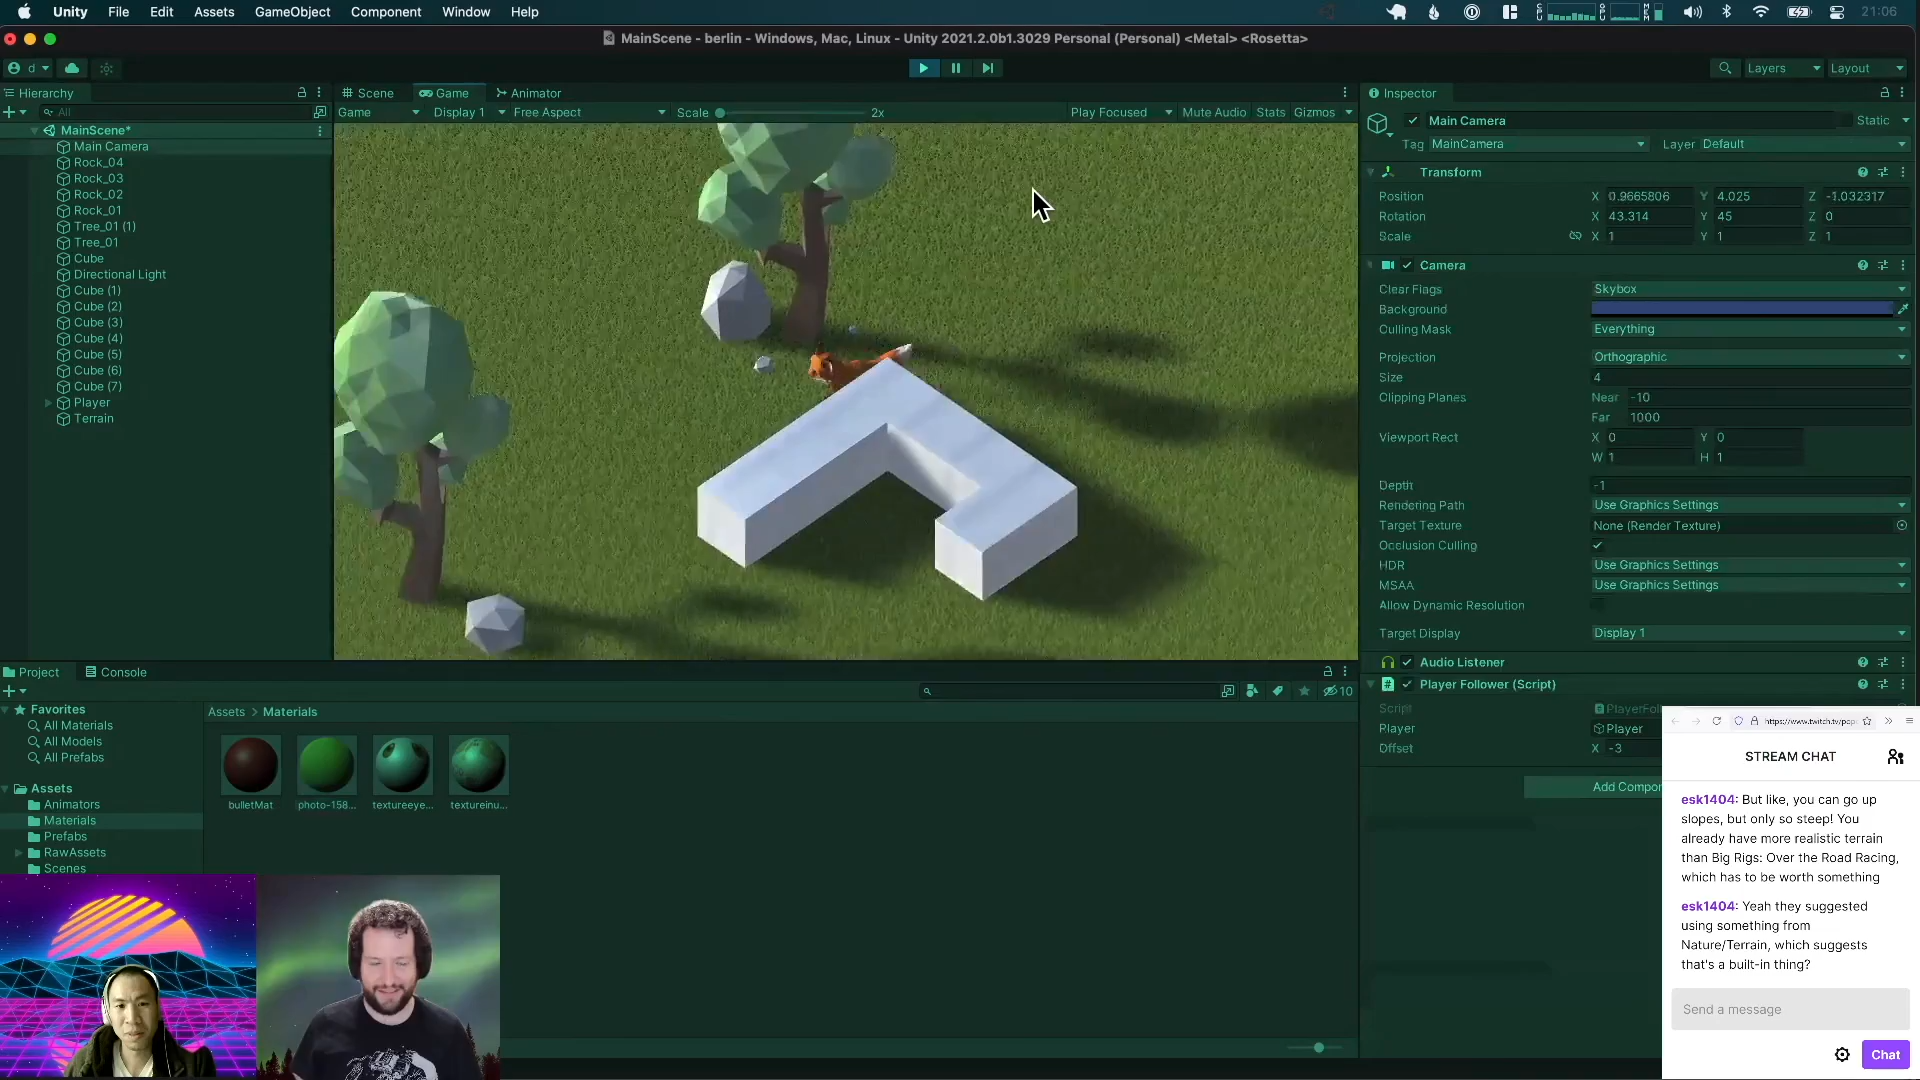 Unity File Edit Assets GameObject Component Window Help 21:06
MainScene - berlin - Windows, Mac, Linux - Unity 2021.2.0b1.3029 Personal (Personal) <Metal> <Rosetta>
d Layers Layout
Hierarchy
All
MainScene*
Main Camera
Rock_04
Rock_03
Rock_02
Rock_01
Tree_01 (1)
Tree_01
Cube
Directional Light
Cube (1)
Cube (2)
Cube (3)
Cube (4)
Cube (5)
Cube (6)
Cube (7)
Player
Terrain
Scene Game Animator
Game Display 1 Free Aspect Scale 2x Play Focused Mute Audio Stats Gizmos
Inspector
Main Camera Static
Tag MainCamera Layer Default
Transform
Position X 0.9665806 Y 4.025 Z -1.032317
Rotation X 43.314 Y 45 Z 0
Scale X 1 Y 1 Z 1
Camera
Clear Flags Skybox
Background
Culling Mask Everything
Projection Orthographic
Size 4
Clipping Planes Near -10
Far 1000
Viewport Rect X 0 Y 0
W 1 H 1
Depth -1
Rendering Path Use Graphics Settings
Target Texture None (Render Texture)
Occlusion Culling
HDR Use Graphics Settings
MSAA Use Graphics Settings
Allow Dynamic Resolution
Target Display Display 1
Audio Listener
Player Follower (Script)
Script PlayerFoll
Player Player
Offset X -3
Add Compon
Project Console
10
Favorites
All Materials
All Models
All Prefabs
Assets
Animators
Materials
Prefabs
RawAssets
Scenes
Assets > Materials
bulletMat photo-158... textureeye... textureinu...
https://www.twitch.tv/pop
STREAM CHAT
esk1404: But like, you can go up
slopes, but only so steep! You
already have more realistic terrain
than Big Rigs: Over the Road Racing,
which has to be worth something
esk1404: Yeah they suggested
using something from
Nature/Terrain, which suggests
that's a built-in thing?
Send a message
Chat